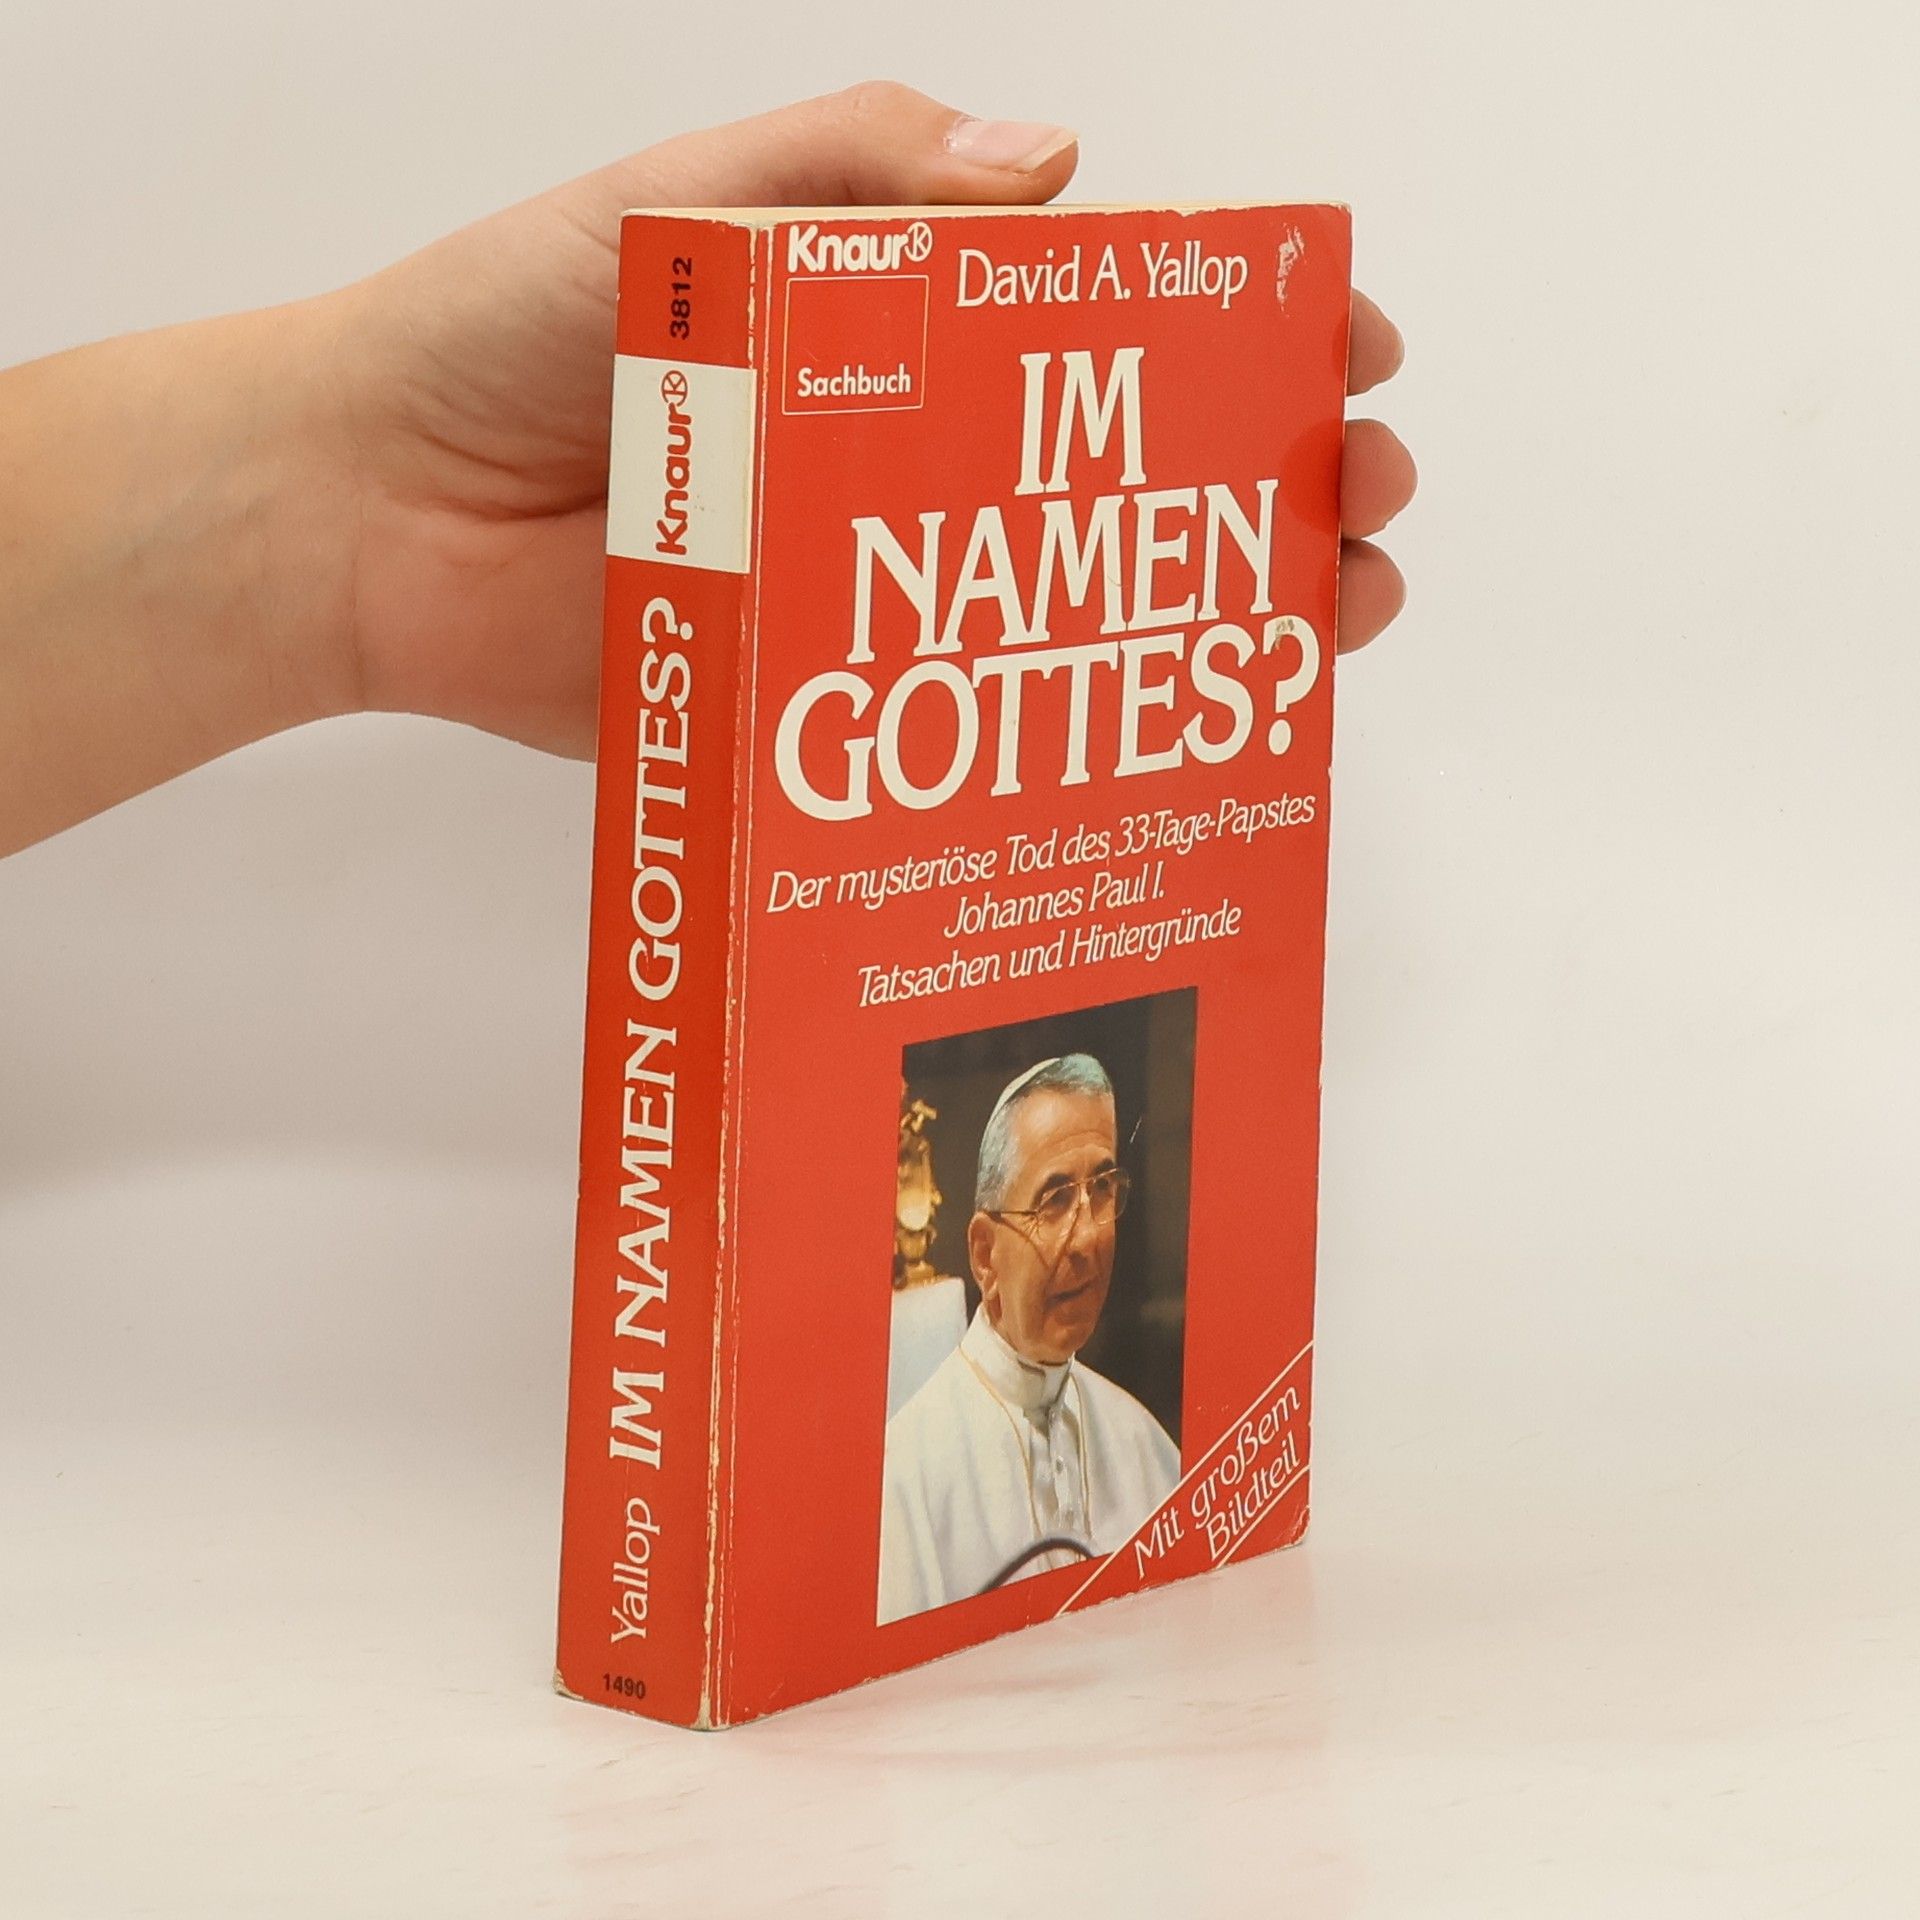 3812
Knaur
Yallop IM NAMEN GOTTES?
1490
Knaur
Sachbuch
David A. Yallop
IM
NAMEN
GOTTES?
Der mysteriöse Tod des 33-Tage-Papstes
Johannes Paul I.
Tatsachen und Hintergründe
Mit großem
Bildteil